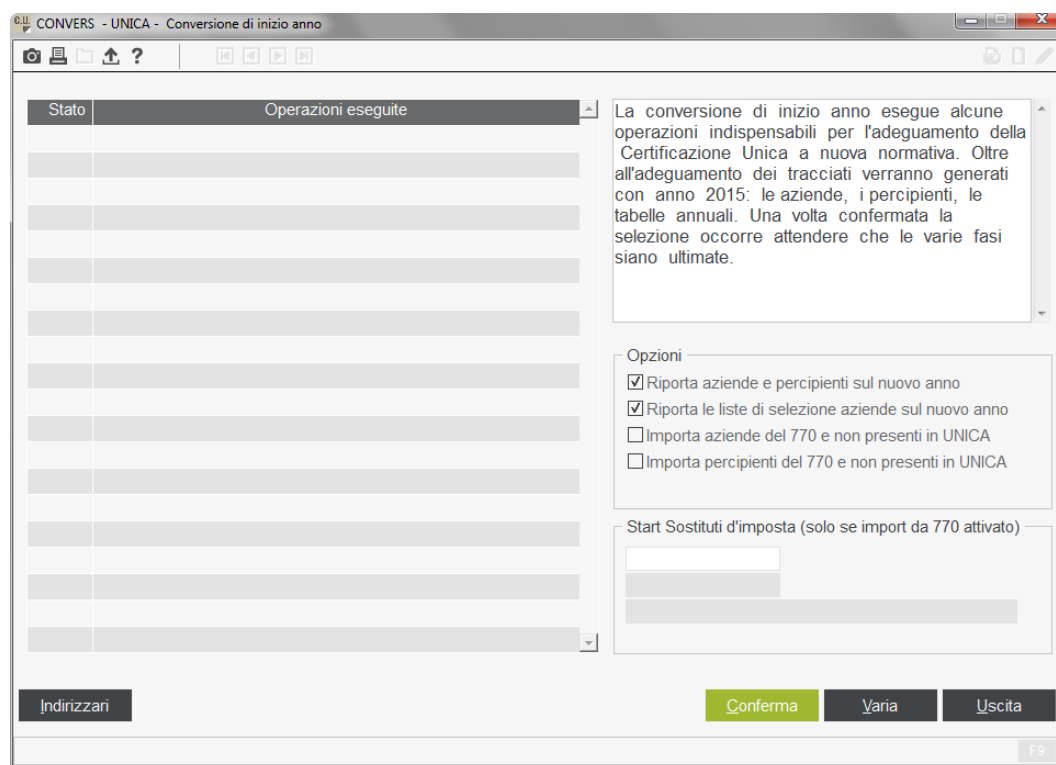 C.U. CONVERS - UNICA - Conversione di inizio anno
?
Stato Operazioni eseguite
La conversione di inizio anno esegue alcune
operazioni indispensabili per l'adeguamento della
Certificazione Unica a nuova normativa. Oltre
all'adeguamento dei tracciati verranno generati
con anno 2015: le aziende, i percipienti, le
tabelle annuali. Una volta confermata la
selezione occorre attendere che le varie fasi
siano ultimate.
Opzioni
Riporta aziende e percipienti sul nuovo anno
Riporta le liste di selezione aziende sul nuovo anno
Importa aziende del 770 e non presenti in UNICA
Importa percipienti del 770 e non presenti in UNICA
Start Sostituti d'imposta (solo se import da 770 attivato)
Indirizzari Conferma Varia Uscita
F9